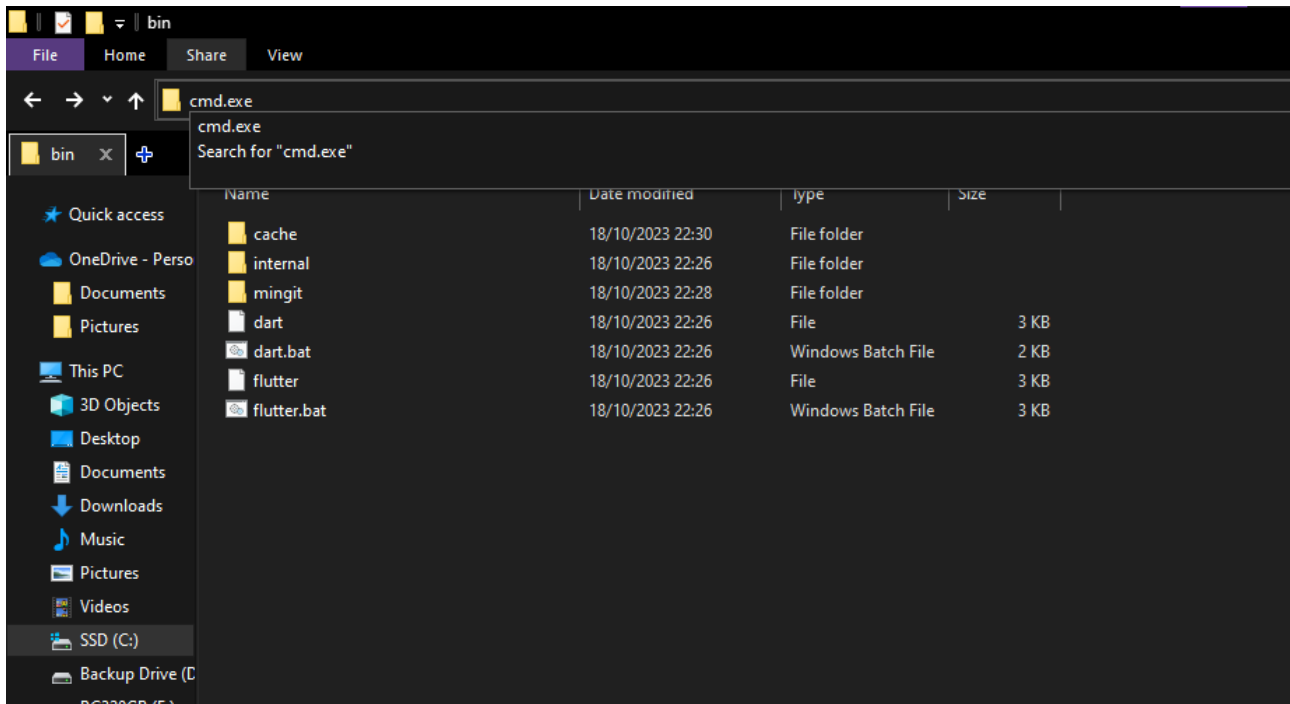 bin
File Home Share View
cmd.exe
cmd.exe
Search for "cmd.exe"
bin
Name Date modified Type Size
Quick access
OneDrive - Perso
Documents
Pictures
This PC
3D Objects
Desktop
Documents
Downloads
Music
Pictures
Videos
SSD (C:)
Backup Drive (D
cache 18/10/2023 22:30 File folder
internal 18/10/2023 22:26 File folder
mingit 18/10/2023 22:28 File folder
dart 18/10/2023 22:26 File 3 KB
dart.bat 18/10/2023 22:26 Windows Batch File 2 KB
flutter 18/10/2023 22:26 File 3 KB
flutter.bat 18/10/2023 22:26 Windows Batch File 3 KB